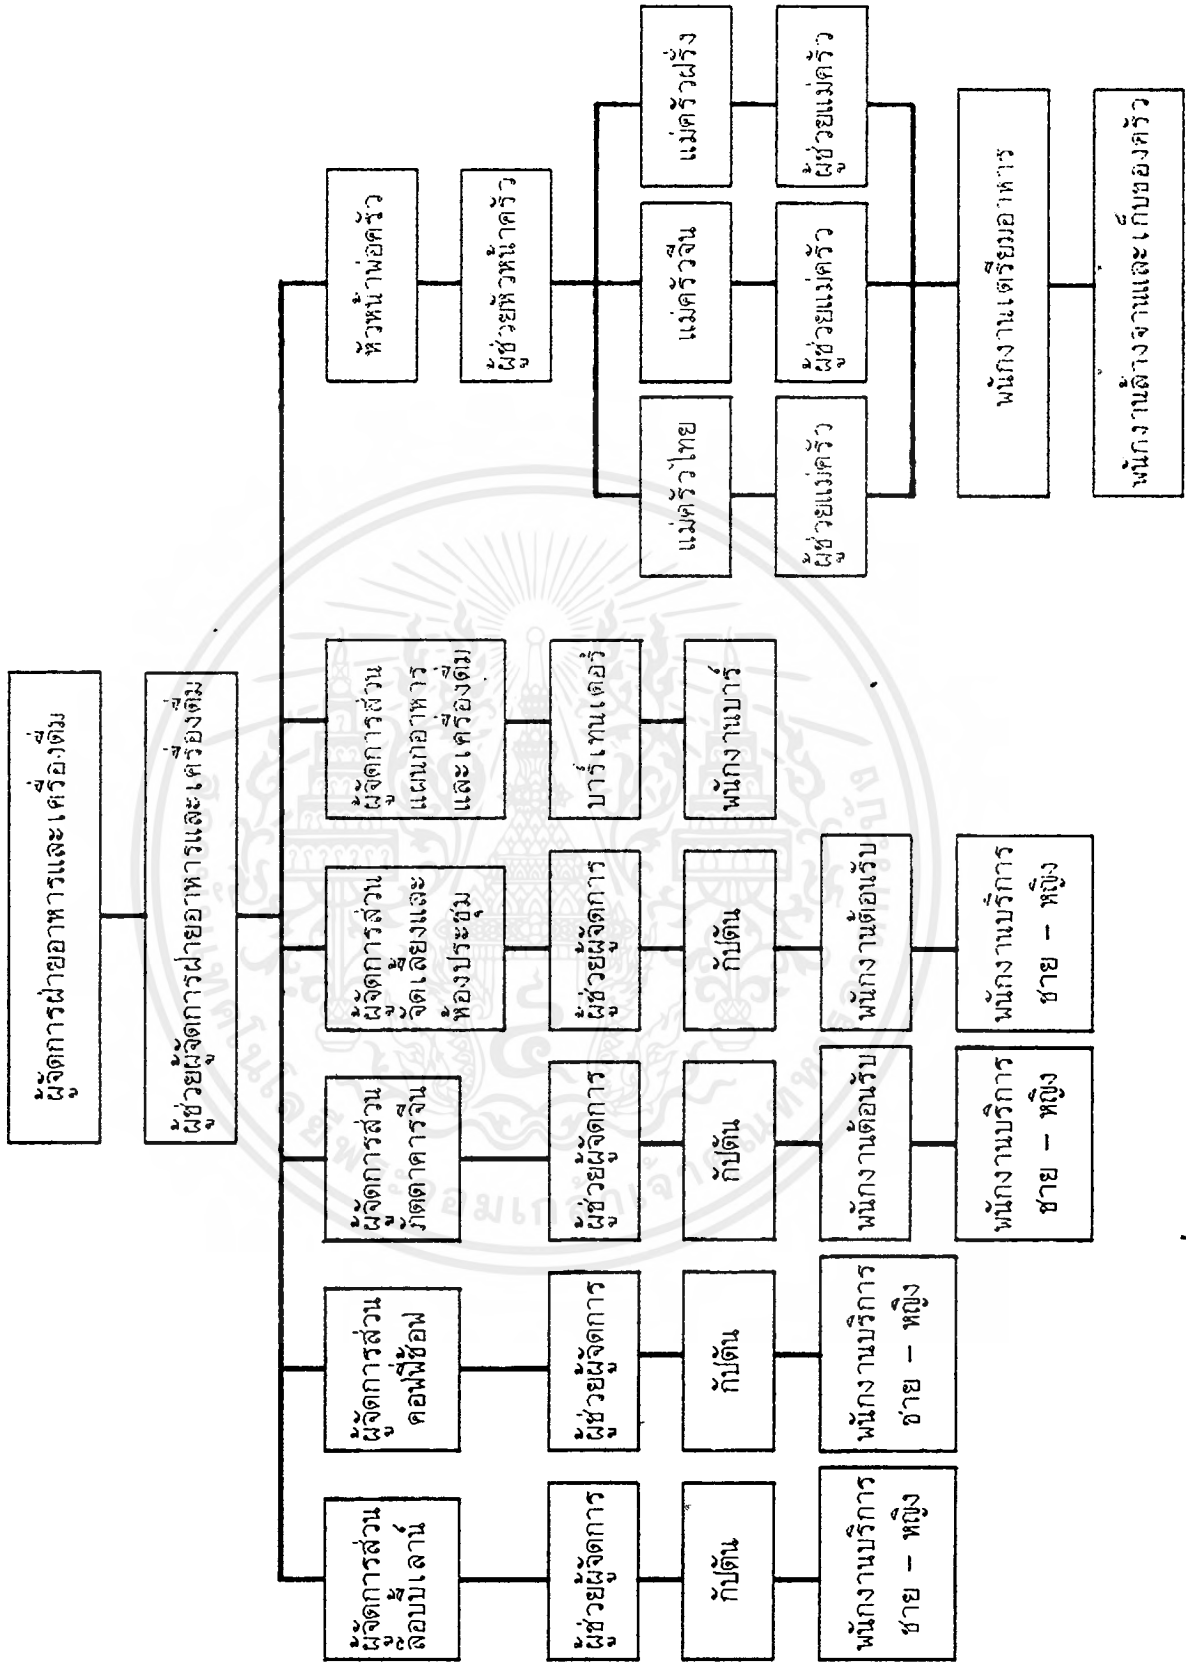 ผู้จัดการฝ่ายอาหารและเครื่องดื่ม
ผู้ช่วยผู้จัดการฝ่ายอาหารและเครื่องดื่ม
ผู้จัดการส่วน
ล๊อบบี้เลาน์
ผู้จัดการส่วน
คอฟฟี่ช้อฟ
ผู้จัดการส่วน
ภัตตาคารจีน
ผู้จัดการส่วน
จัดเลี้ยงและ
ห้องประชุม
ผู้จัดการส่วน
แผนกอาหาร
และเครื่องดื่ม
หัวหน้าพ่อครัว
ผู้ช่วยหัวหน้าครัว
ผู้ช่วยผู้จัดการ
ผู้ช่วยผู้จัดการ
ผู้ช่วยผู้จัดการ
ผู้ช่วยผู้จัดการ
บาร์เทนเดอร์
แม่ครัวไทย
แม่ครัวจีน
แม่ครัวฝรั่ง
กัปตัน
กัปตัน
กัปตัน
กัปตัน
พนักงานบาร์
ผู้ช่วยแม่ครัว
ผู้ช่วยแม่ครัว
ผู้ช่วยแม่ครัว
พนักงานบริการ
ชาย - หญิง
พนักงานบริการ
ชาย - หญิง
พนักงานต้อนรับ
พนักงานต้อนรับ
พนักงานบริการ
ชาย - หญิง
พนักงานบริการ
ชาย - หญิง
พนักงานเตรียมอาหาร
พนักงานล้างจานและเก็บของครัว